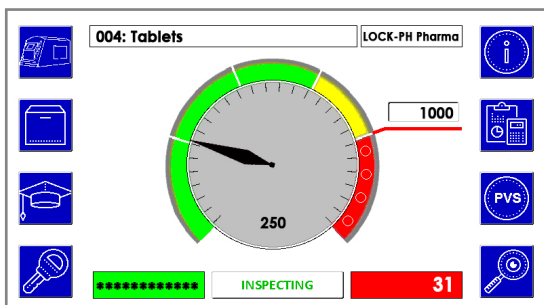 004: Tablets
LOCK-PH Pharma
1000
PVS
250
************
INSPECTING
31